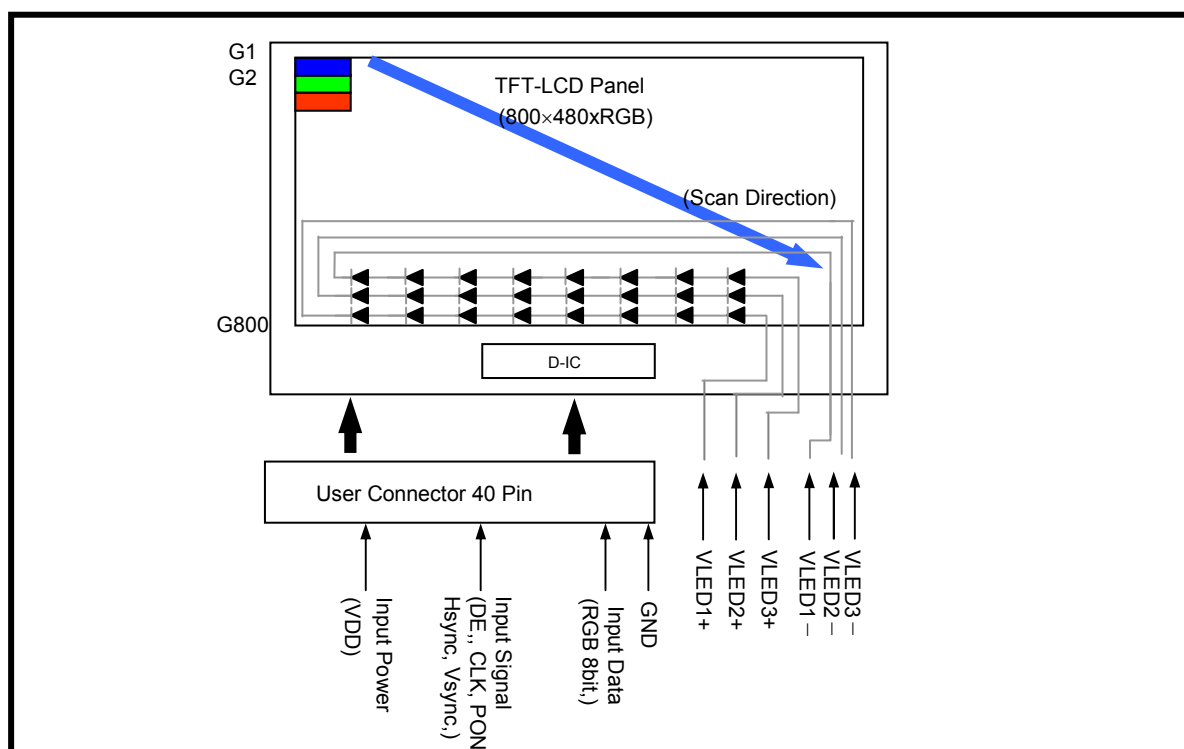 G1
G2
TFT-LCD Panel
(800×480xRGB)
(Scan Direction)
G800
D-IC
User Connector 40 Pin
Input Power
(VDD)
Input Signal
(DE,, CLK, PON
Hsync, Vsync,)
Input Data
(RGB 8bit,)
GND
VLED1+
VLED2+
VLED3+
VLED1 –
VLED2 –
VLED3 –